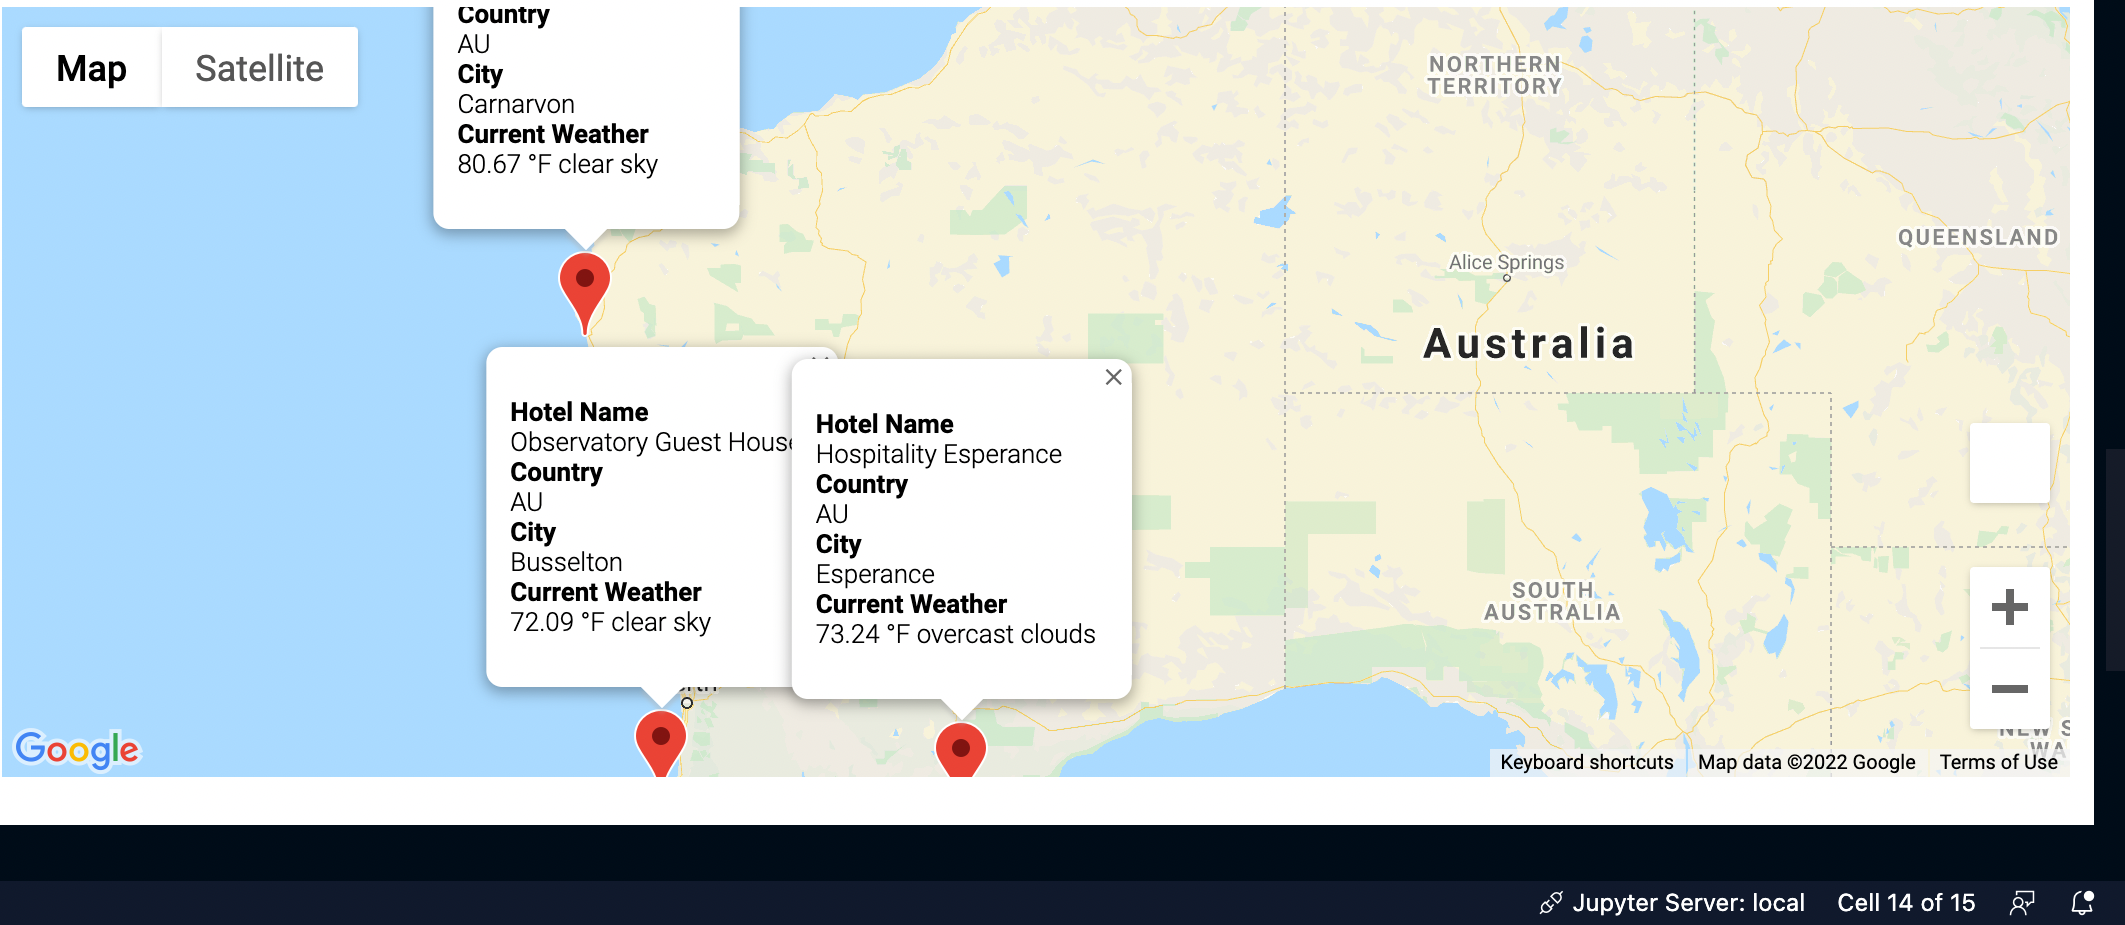 Map
Satellite
Country
AU
City
Carnarvon
Current Weather
80.67 °F clear sky
NORTHERN
TERRITORY
QUEENSLAND
Alice Springs
Australia
Hotel Name
Observatory Guest House
Country
AU
City
Busselton
Current Weather
72.09 °F clear sky
Hotel Name
Hospitality Esperance
Country
AU
City
Esperance
Current Weather
73.24 °F overcast clouds
SOUTH
AUSTRALIA
NEW S
WA
Google
Keyboard shortcuts
Map data ©2022 Google
Terms of Use
Jupyter Server: local
Cell 14 of 15